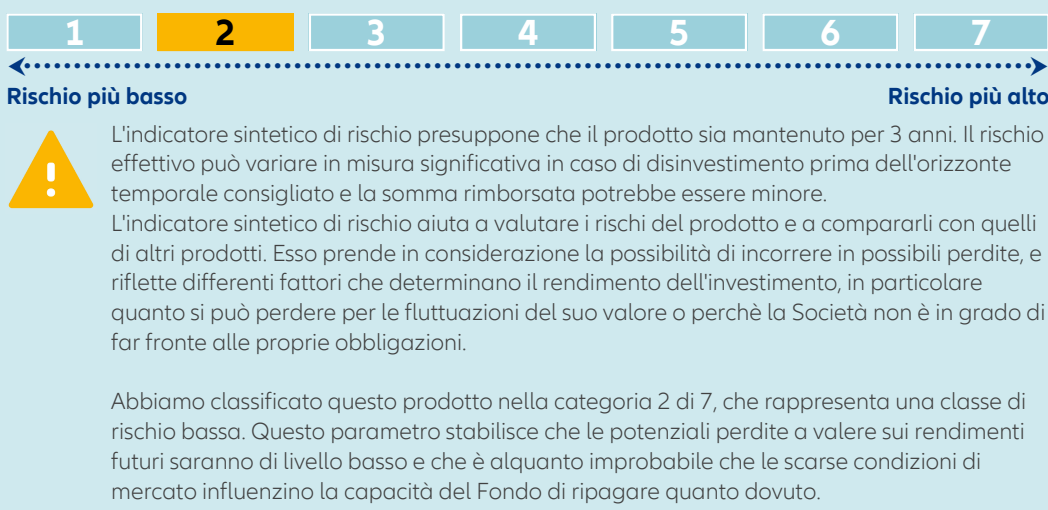 1 2 3 4 5 6 7
Rischio più basso Rischio più alto
L'indicatore sintetico di rischio presuppone che il prodotto sia mantenuto per 3 anni. Il rischio
effettivo può variare in misura significativa in caso di disinvestimento prima dell'orizzonte
temporale consigliato e la somma rimborsata potrebbe essere minore.
L'indicatore sintetico di rischio aiuta a valutare i rischi del prodotto e a compararli con quelli
di altri prodotti. Esso prende in considerazione la possibilità di incorrere in possibili perdite, e
riflette differenti fattori che determinano il rendimento dell'investimento, in particolare
quanto si può perdere per le fluttuazioni del suo valore o perchè la Società non è in grado di
far fronte alle proprie obbligazioni.
Abbiamo classificato questo prodotto nella categoria 2 di 7, che rappresenta una classe di
rischio bassa. Questo parametro stabilisce che le potenziali perdite a valere sui rendimenti
futuri saranno di livello basso e che è alquanto improbabile che le scarse condizioni di
mercato influenzino la capacità del Fondo di ripagare quanto dovuto.